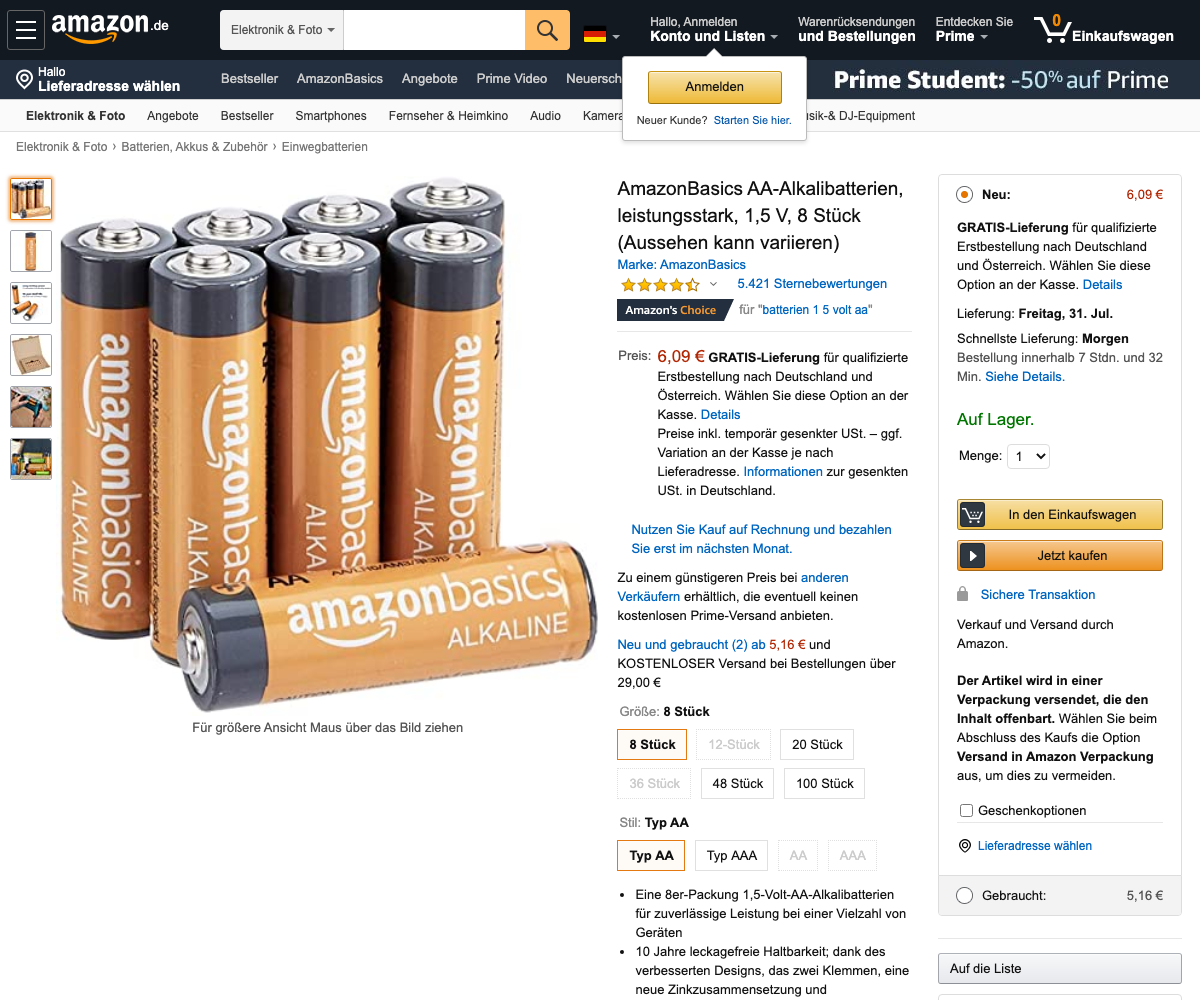 amazon.de
Elektronik & Foto
Hallo, Anmelden
Konto und Listen
Warenrücksendungen
und Bestellungen
Entdecken Sie
Prime
0
Einkaufswagen
Hallo
Lieferadresse wählen
Bestseller
AmazonBasics
Angebote
Prime Video
Neuersch
Prime Student: -50% auf Prime
Anmelden
Neuer Kunde? Starten Sie hier.
Elektronik & Foto
Angebote
Bestseller
Smartphones
Fernseher & Heimkino
Audio
Kamera
sik-& DJ-Equipment
Elektronik & Foto › Batterien, Akkus & Zubehör › Einwegbatterien
amazonbasics
ALKALINE
amazonbasics
ALKA
amazonbasics
ALKA
amazonbasics
ALKA
AA
amazonbasics
ALKALINE
Für größere Ansicht Maus über das Bild ziehen
AmazonBasics AA-Alkalibatterien,
leistungsstark, 1,5 V, 8 Stück
(Aussehen kann variieren)
Marke: AmazonBasics
5.421 Sternebewertungen
Amazon's Choice für "batterien 1 5 volt aa"
Preis: 6,09 € GRATIS-Lieferung für qualifizierte
Erstbestellung nach Deutschland und
Österreich. Wählen Sie diese Option an der
Kasse. Details
Preise inkl. temporär gesenkter USt. – ggf.
Variation an der Kasse je nach
Lieferadresse. Informationen zur gesenkten
USt. in Deutschland.
Nutzen Sie Kauf auf Rechnung und bezahlen
Sie erst im nächsten Monat.
Zu einem günstigeren Preis bei anderen
Verkäufern erhältlich, die eventuell keinen
kostenlosen Prime-Versand anbieten.
Neu und gebraucht (2) ab 5,16 € und
KOSTENLOSER Versand bei Bestellungen über
29,00 €
Größe: 8 Stück
8 Stück
12-Stück
20 Stück
36 Stück
48 Stück
100 Stück
Stil: Typ AA
Typ AA
Typ AAA
AA
AAA
• Eine 8er-Packung 1,5-Volt-AA-Alkalibatterien
für zuverlässige Leistung bei einer Vielzahl von
Geräten
• 10 Jahre leckagefreie Haltbarkeit; dank des
verbesserten Designs, das zwei Klemmen, eine
neue Zinkzusammensetzung und
Neu: 6,09 €
GRATIS-Lieferung für qualifizierte
Erstbestellung nach Deutschland
und Österreich. Wählen Sie diese
Option an der Kasse. Details
Lieferung: Freitag, 31. Jul.
Schnellste Lieferung: Morgen
Bestellung innerhalb 7 Stdn. und 32
Min. Siehe Details.
Auf Lager.
Menge: 1
In den Einkaufswagen
Jetzt kaufen
Sichere Transaktion
Verkauf und Versand durch
Amazon.
Der Artikel wird in einer
Verpackung versendet, die den
Inhalt offenbart. Wählen Sie beim
Abschluss des Kaufs die Option
Versand in Amazon Verpackung
aus, um dies zu vermeiden.
Geschenkoptionen
Lieferadresse wählen
Gebraucht: 5,16 €
Auf die Liste